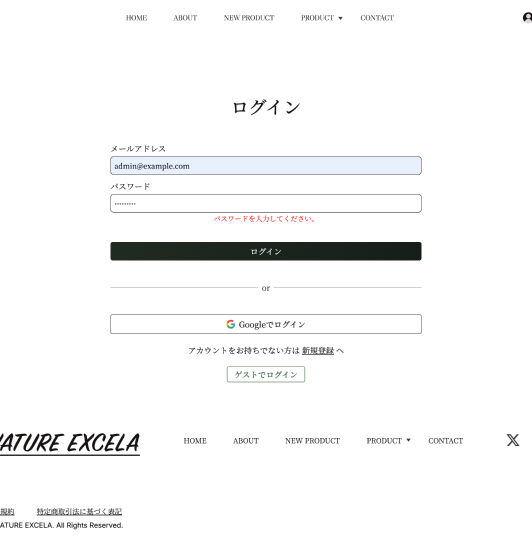 HOME ABOUT NEW PRODUCT PRODUCT CONTACT
ログイン
メールアドレス
admin@example.com
パスワード
パスワードを入力してください。
ログイン
or
Googleでログイン
アカウントをお持ちでない方は 新規登録 へ
ゲストでログイン
ATURE EXCELA HOME ABOUT NEW PRODUCT PRODUCT CONTACT
規約 特定商取引法に基づく表記
ATURE EXCELA. All Rights Reserved.